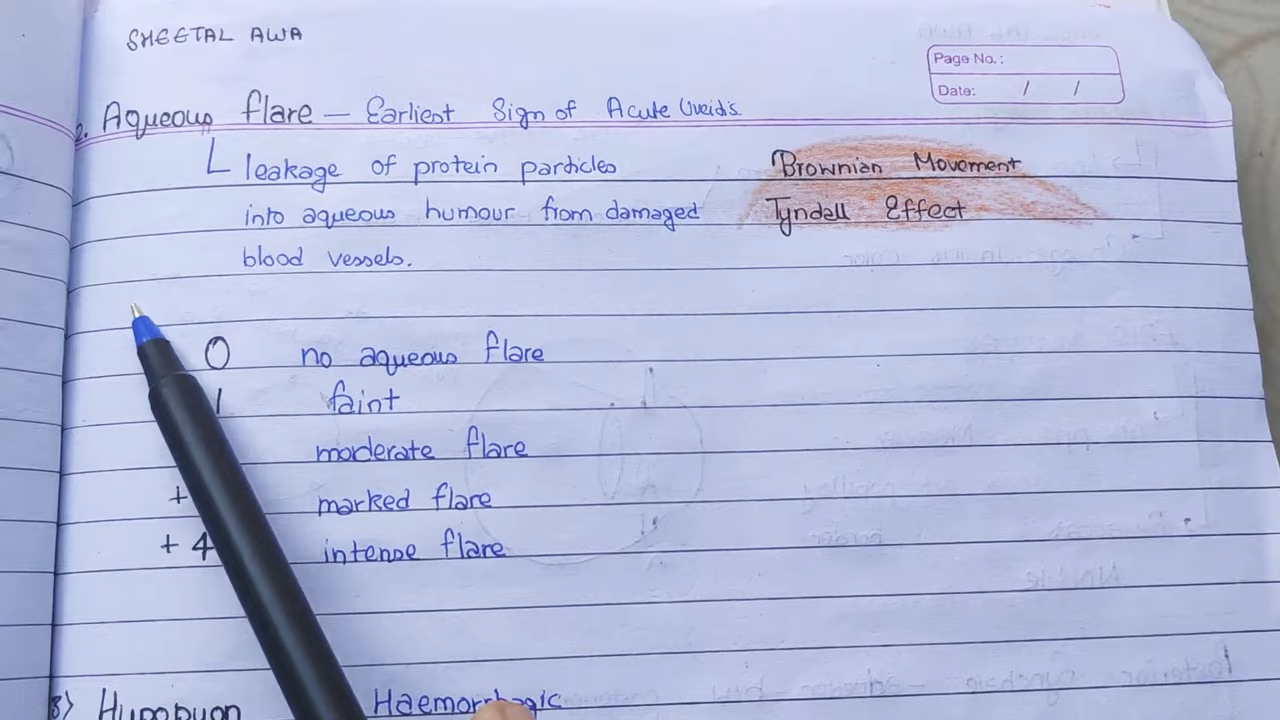 SHEETAL AWA
Page No.:
Date: / /
2. Aqueous flare — Earliest Sign of Acute Uveitis
leakage of protein particles
into aqueous humour from damaged
blood vessels.
Brownian Movement
Tyndall Effect
0 no aqueous flare
1 faint
moderate flare
+ marked flare
+4 intense flare
3) Hypopyon Haemorrhagic